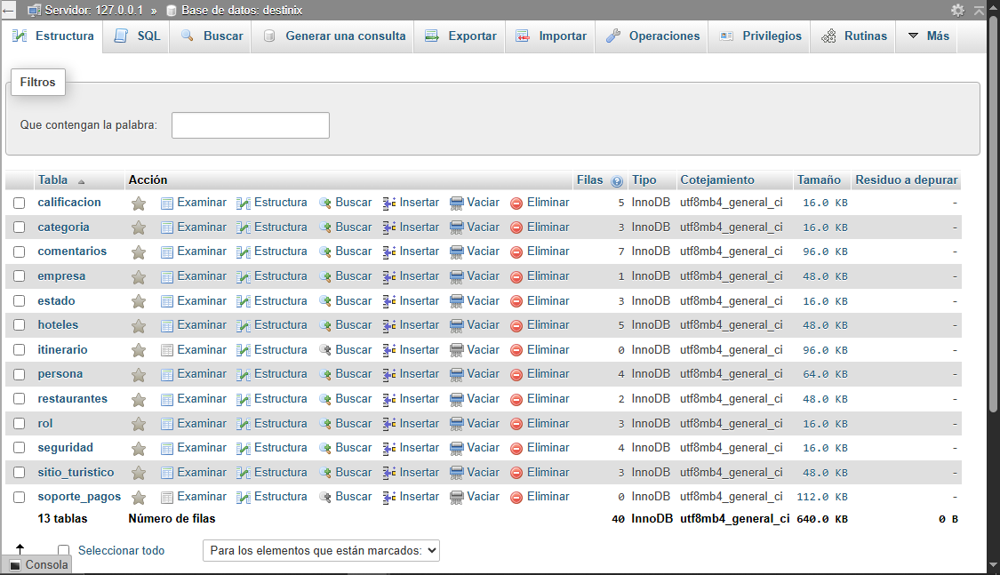 Servidor: 127.0.0.1 » Base de datos: destinix
Estructura SQL Buscar Generar una consulta Exportar Importar Operaciones Privilegios Rutinas Más
Filtros
Que contengan la palabra:
Tabla Acción Filas Tipo Cotejamiento Tamaño Residuo a depurar
calificacion Examinar Estructura Buscar Insertar Vaciar Eliminar 5 InnoDB utf8mb4_general_ci 16.0 KB -
categoria Examinar Estructura Buscar Insertar Vaciar Eliminar 3 InnoDB utf8mb4_general_ci 16.0 KB -
comentarios Examinar Estructura Buscar Insertar Vaciar Eliminar 7 InnoDB utf8mb4_general_ci 96.0 KB -
empresa Examinar Estructura Buscar Insertar Vaciar Eliminar 1 InnoDB utf8mb4_general_ci 48.0 KB -
estado Examinar Estructura Buscar Insertar Vaciar Eliminar 3 InnoDB utf8mb4_general_ci 16.0 KB -
hoteles Examinar Estructura Buscar Insertar Vaciar Eliminar 5 InnoDB utf8mb4_general_ci 48.0 KB -
itinerario Examinar Estructura Buscar Insertar Vaciar Eliminar 0 InnoDB utf8mb4_general_ci 96.0 KB -
persona Examinar Estructura Buscar Insertar Vaciar Eliminar 4 InnoDB utf8mb4_general_ci 64.0 KB -
restaurantes Examinar Estructura Buscar Insertar Vaciar Eliminar 2 InnoDB utf8mb4_general_ci 48.0 KB -
rol Examinar Estructura Buscar Insertar Vaciar Eliminar 3 InnoDB utf8mb4_general_ci 16.0 KB -
seguridad Examinar Estructura Buscar Insertar Vaciar Eliminar 4 InnoDB utf8mb4_general_ci 16.0 KB -
sitio_turistico Examinar Estructura Buscar Insertar Vaciar Eliminar 3 InnoDB utf8mb4_general_ci 48.0 KB -
soporte_pagos Examinar Estructura Buscar Insertar Vaciar Eliminar 0 InnoDB utf8mb4_general_ci 112.0 KB -
13 tablas Número de filas 40 InnoDB utf8mb4_general_ci 640.0 KB 0 B
Seleccionar todo Para los elementos que están marcados:
Consola